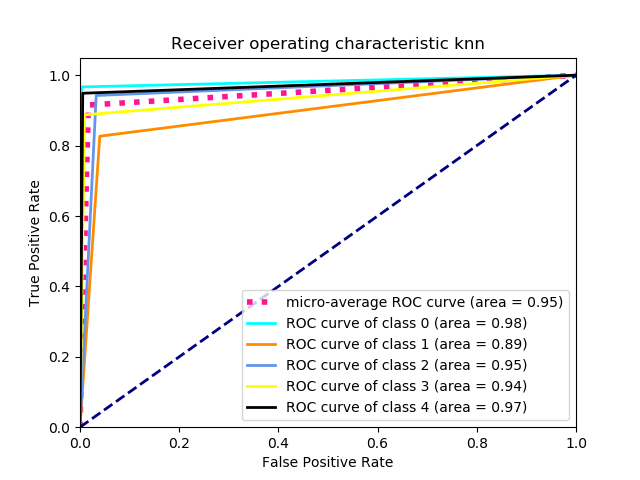 Receiver operating characteristic knn
1.0
0.8
0.6
0.4
0.2
0.0
True Positive Rate
micro-average ROC curve (area = 0.95)
ROC curve of class 0 (area = 0.98)
ROC curve of class 1 (area = 0.89)
ROC curve of class 2 (area = 0.95)
ROC curve of class 3 (area = 0.94)
ROC curve of class 4 (area = 0.97)
0.0 0.2 0.4 0.6 0.8 1.0
False Positive Rate